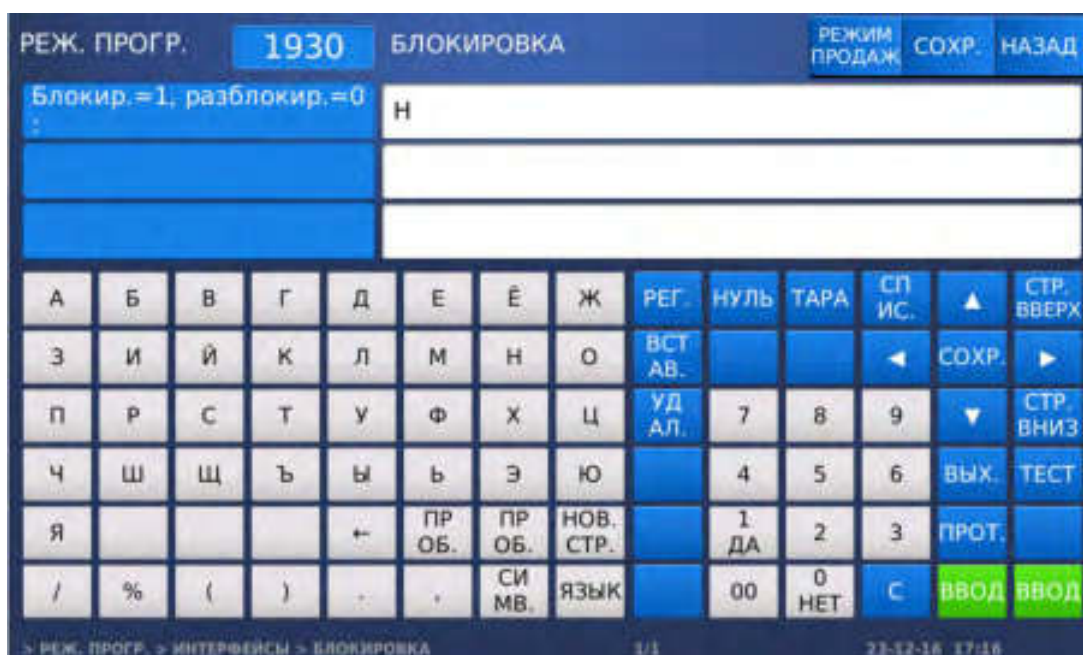 РЕЖ. ПРОГР. 1930 БЛОКИРОВКА РЕЖИМ ПРОДАЖ СОХР. НАЗАД
Блокир.=1, разблокир.=0
: Н
А Б В Г Д Е Ё Ж РЕГ. НУЛЬ ТАРА СП ИС. ▲ СТР. ВВЕРХ
З И Й К Л М Н О ВСТ АВ. ◀ СОХР. ▶
П Р С Т У Ф Х Ц УД АЛ. 7 8 9 ▼ СТР. ВНИЗ
Ч Ш Щ Ъ Ы Ь Э Ю 4 5 6 ВЫХ. ТЕСТ
Я ← ПР ОБ. ПР ОБ. НОВ. СТР. 1 ДА 2 3 ПРОТ.
/ % ( ) . , СИ МВ. ЯЗЫК 00 0 НЕТ С ВВОД ВВОД
> РЕЖ. ПРОГР. > ИНТЕРФЕЙСЫ > БЛОКИРОВКА 1/1 23-12-16 17:16